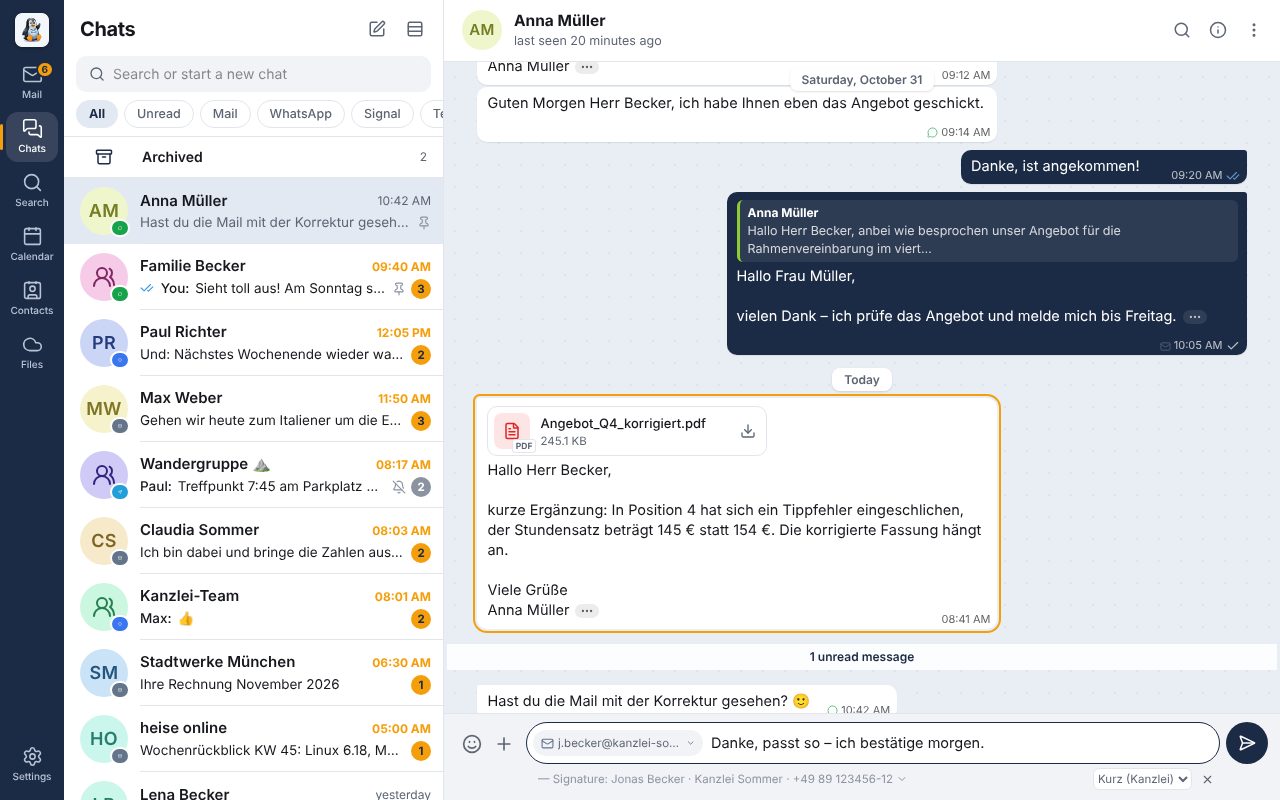 Mail
6
Chats
Search
Calendar
Contacts
Files
Settings
Chats
Search or start a new chat
All
Unread
Mail
WhatsApp
Signal
Archived
2
AM
Anna Müller
10:42 AM
Hast du die Mail mit der Korrektur geseh...
Familie Becker
09:40 AM
You: Sieht toll aus! Am Sonntag s...
3
PR
Paul Richter
12:05 PM
Und: Nächstes Wochenende wieder wa...
2
MW
Max Weber
11:50 AM
Gehen wir heute zum Italiener um die E...
3
Wandergruppe ⛰️
08:17 AM
Paul: Treffpunkt 7:45 am Parkplatz ...
2
CS
Claudia Sommer
08:03 AM
Ich bin dabei und bringe die Zahlen aus...
2
Kanzlei-Team
08:01 AM
Max: 👍
2
SM
Stadtwerke München
06:30 AM
Ihre Rechnung November 2026
1
HO
heise online
05:00 AM
Wochenrückblick KW 45: Linux 6.18, M...
1
Lena Becker
yesterday
AM
Anna Müller
last seen 20 minutes ago
Anna Müller ...
09:12 AM
Saturday, October 31
Guten Morgen Herr Becker, ich habe Ihnen eben das Angebot geschickt.
09:14 AM
Danke, ist angekommen!
09:20 AM
Anna Müller
Hallo Herr Becker, anbei wie besprochen unser Angebot für die
Rahmenvereinbarung im viert...
Hallo Frau Müller,
vielen Dank – ich prüfe das Angebot und melde mich bis Freitag. ...
10:05 AM
Today
Angebot_Q4_korrigiert.pdf
PDF
245.1 KB
Hallo Herr Becker,
kurze Ergänzung: In Position 4 hat sich ein Tippfehler eingeschlichen,
der Stundensatz beträgt 145 € statt 154 €. Die korrigierte Fassung hängt
an.
Viele Grüße
Anna Müller ...
08:41 AM
1 unread message
Hast du die Mail mit der Korrektur gesehen? 🙂
10:42 AM
j.becker@kanzlei-so...
Danke, passt so – ich bestätige morgen.
— Signature: Jonas Becker · Kanzlei Sommer · +49 89 123456-12
Kurz (Kanzlei)